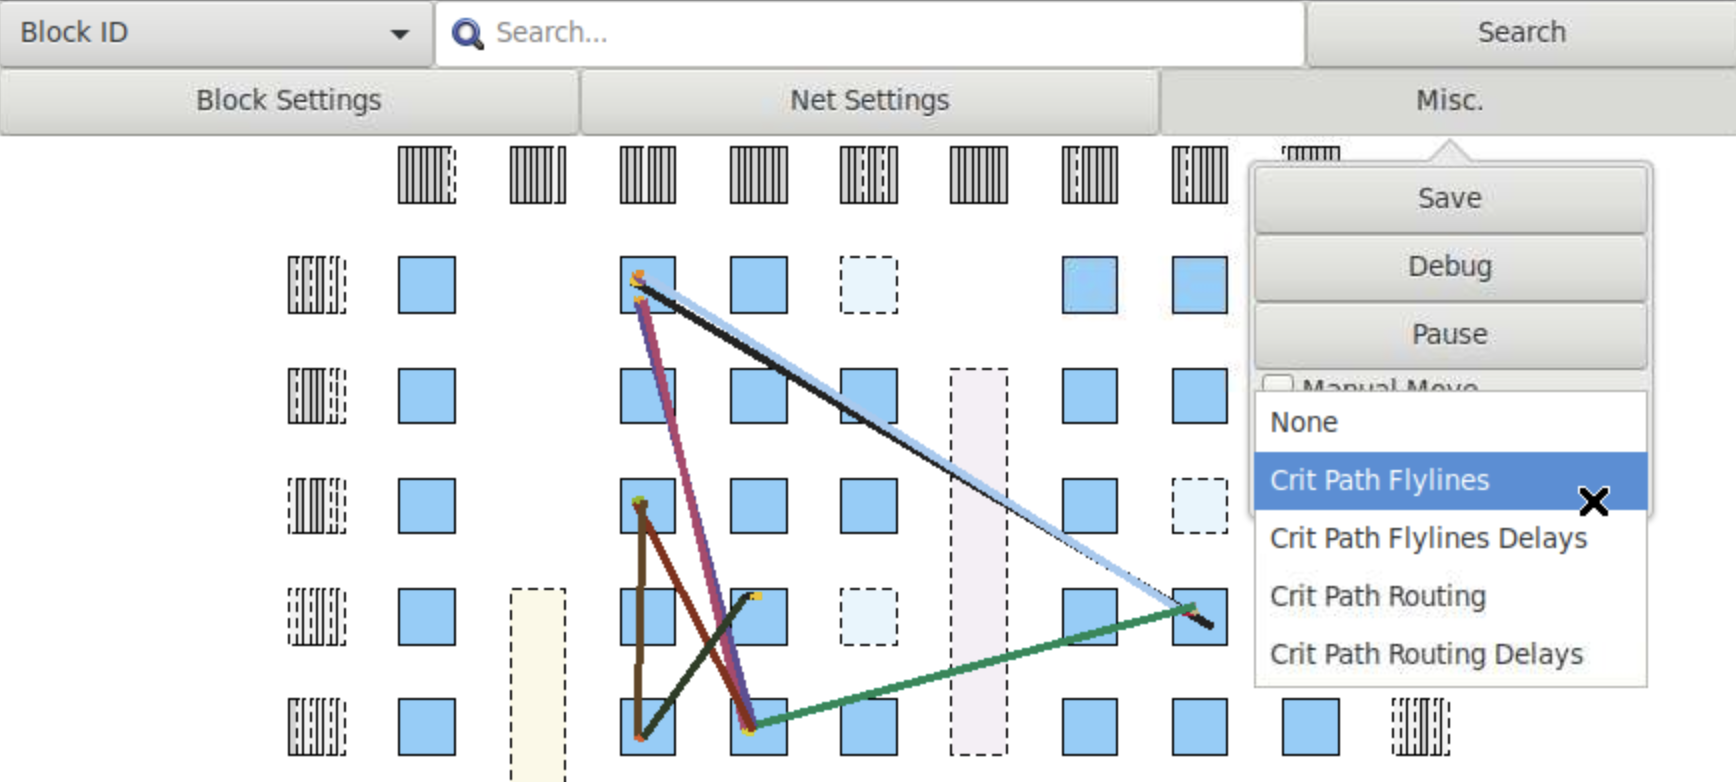 Block ID
Search...
Search
Block Settings
Net Settings
Misc.
Save
Debug
Pause
Manual Move
None
Crit Path Flylines
Crit Path Flylines Delays
Crit Path Routing
Crit Path Routing Delays